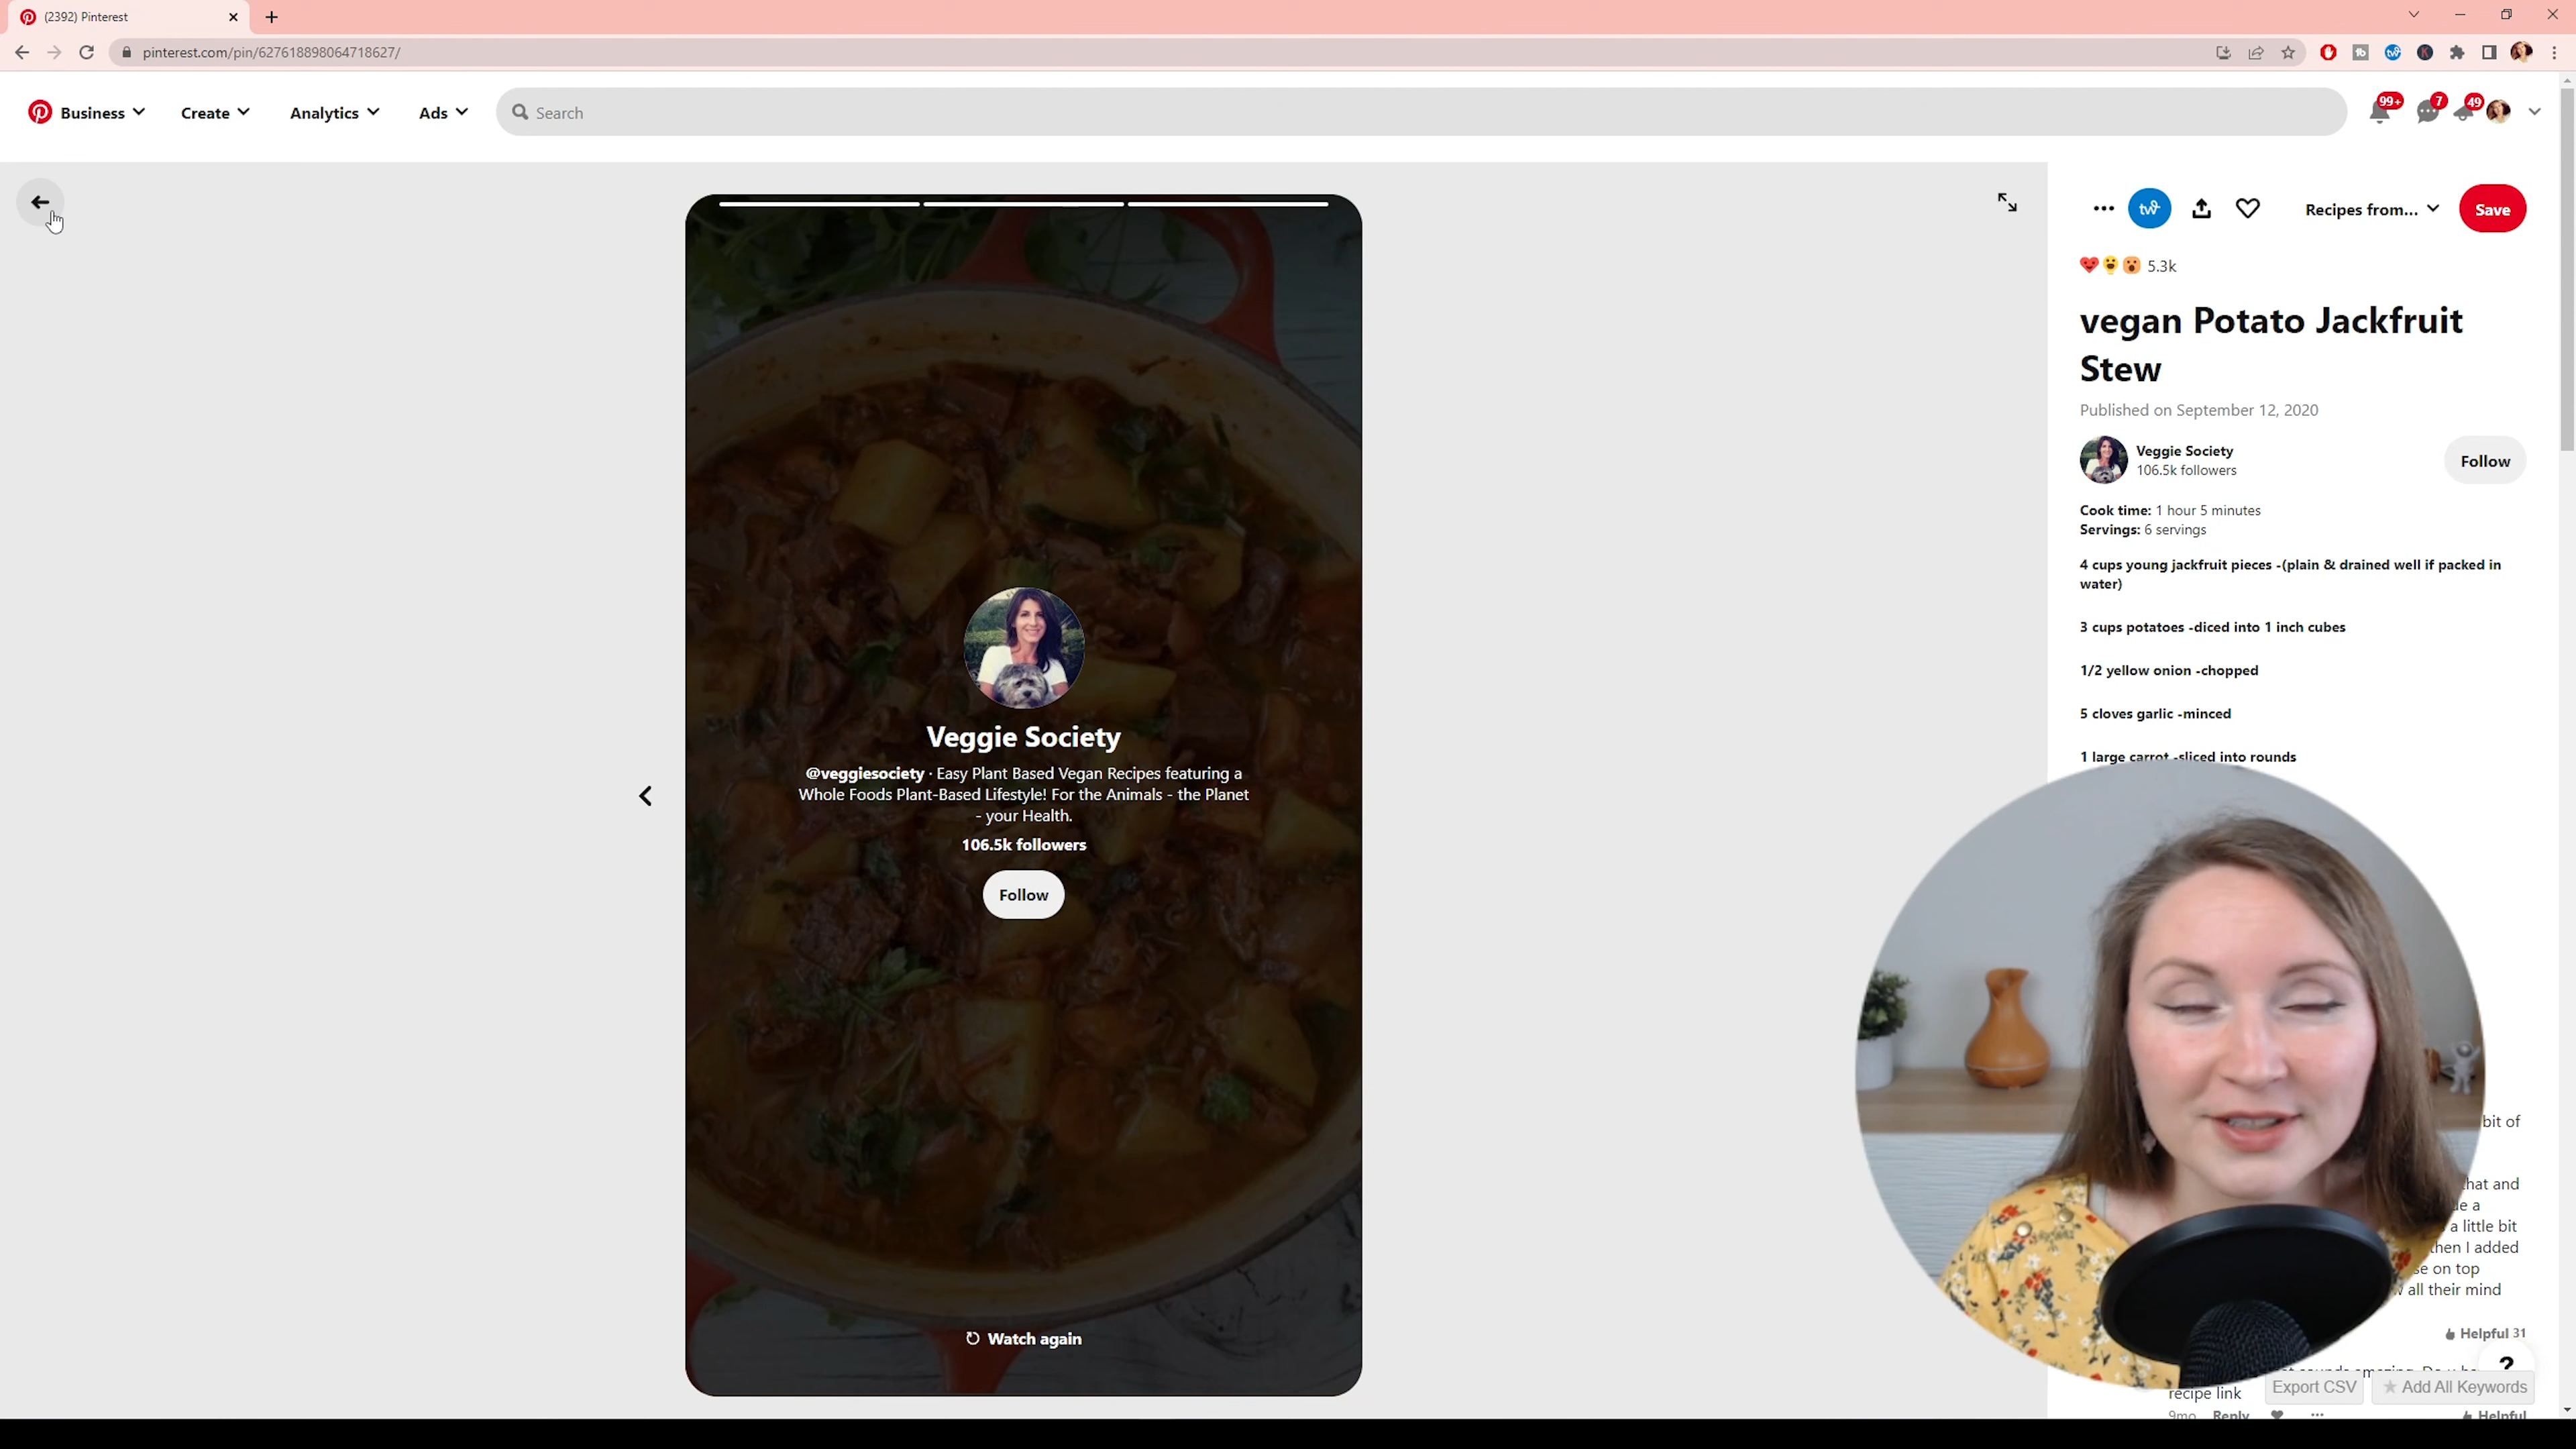 (2392) Pinterest
pinterest.com/pin/627618898064718627/
Business
Create
Analytics
Ads
Search
99+
7
49
Recipes from...
Save
5.3k
vegan Potato Jackfruit
Stew
Published on September 12, 2020
Veggie Society
106.5k followers
Follow
Cook time: 1 hour 5 minutes
Servings: 6 servings
4 cups young jackfruit pieces -(plain & drained well if packed in
water)
3 cups potatoes -diced into 1 inch cubes
1/2 yellow onion -chopped
5 cloves garlic -minced
1 large carrot -sliced into rounds
Veggie Society
@veggiesociety · Easy Plant Based Vegan Recipes featuring a
Whole Foods Plant-Based Lifestyle! For the Animals - the Planet
- your Health.
106.5k followers
Follow
Watch again
bit of
that and
a
a little bit
then I added
on top
all their mind
Helpful 31
?
recipe link
Export CSV
Add All Keywords
9mo
Reply
Helpful